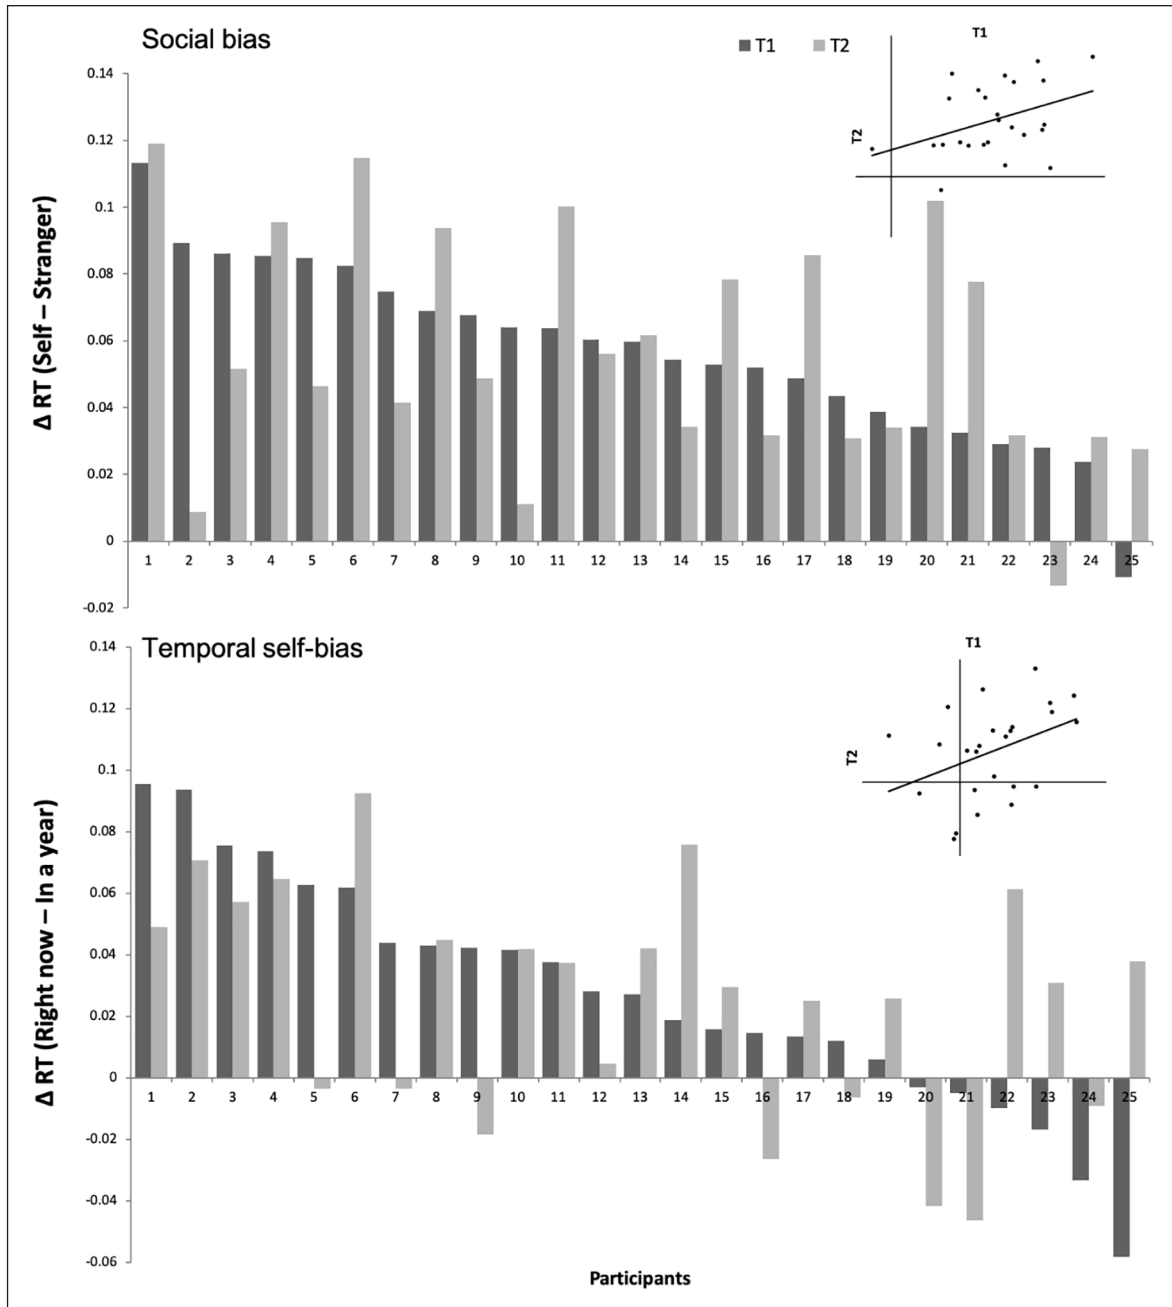 Social bias
T1 T2
T1
T2
Δ RT (Self – Stranger)
0.14
0.12
0.1
0.08
0.06
0.04
0.02
0
-0.02
1 2 3 4 5 6 7 8 9 10 11 12 13 14 15 16 17 18 19 20 21 22 23 24 25
Temporal self-bias
T1
T2
Δ RT (Right now – In a year)
0.14
0.12
0.1
0.08
0.06
0.04
0.02
0
-0.02
-0.04
-0.06
1 2 3 4 5 6 7 8 9 10 11 12 13 14 15 16 17 18 19 20 21 22 23 24 25
Participants